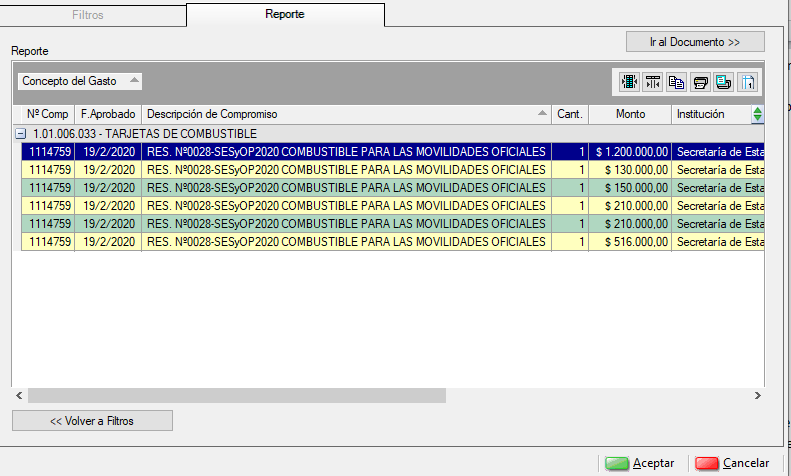 Filtros
Reporte
Ir al Documento >>
Reporte
Concepto del Gasto
Nº Comp F.Aprobado Descripción de Compromiso Cant. Monto Institución
1.01.006.033 - TARJETAS DE COMBUSTIBLE
1114759 19/2/2020 RES. Nº0028-SESyOP2020 COMBUSTIBLE PARA LAS MOVILIDADES OFICIALES 1 $ 1.200.000,00 Secretaría de Esta
1114759 19/2/2020 RES. Nº0028-SESyOP2020 COMBUSTIBLE PARA LAS MOVILIDADES OFICIALES 1 $ 130.000,00 Secretaría de Esta
1114759 19/2/2020 RES. Nº0028-SESyOP2020 COMBUSTIBLE PARA LAS MOVILIDADES OFICIALES 1 $ 150.000,00 Secretaría de Esta
1114759 19/2/2020 RES. Nº0028-SESyOP2020 COMBUSTIBLE PARA LAS MOVILIDADES OFICIALES 1 $ 210.000,00 Secretaría de Esta
1114759 19/2/2020 RES. Nº0028-SESyOP2020 COMBUSTIBLE PARA LAS MOVILIDADES OFICIALES 1 $ 210.000,00 Secretaría de Esta
1114759 19/2/2020 RES. Nº0028-SESyOP2020 COMBUSTIBLE PARA LAS MOVILIDADES OFICIALES 1 $ 516.000,00 Secretaría de Esta
<< Volver a Filtros
Aceptar Cancelar